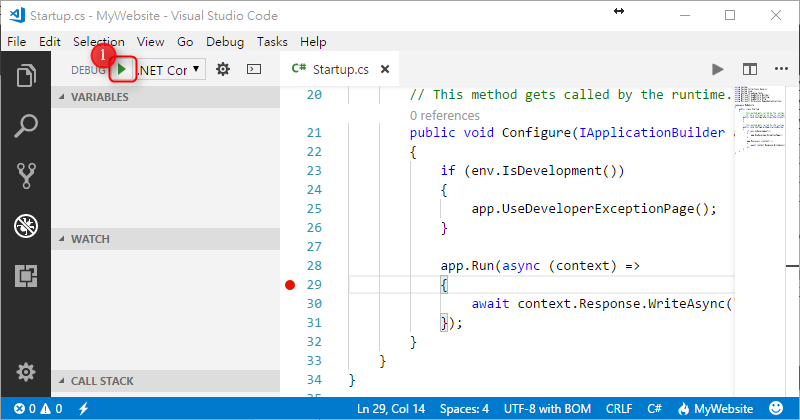 Startup.cs - MyWebsite - Visual Studio Code
File Edit Selection View Go Debug Tasks Help
1
DEBUG .NET Cor
C# Startup.cs
VARIABLES
WATCH
CALL STACK
20 // This method gets called by the runtime.
0 references
21 public void Configure(IApplicationBuilder
22 {
23 if (env.IsDevelopment())
24 {
25 app.UseDeveloperExceptionPage();
26 }
27
28 app.Run(async (context) =>
29 {
30 await context.Response.WriteAsync("
31 });
32 }
33 }
34 }
35
0 0 Ln 29, Col 14 Spaces: 4 UTF-8 with BOM CRLF C# MyWebsite